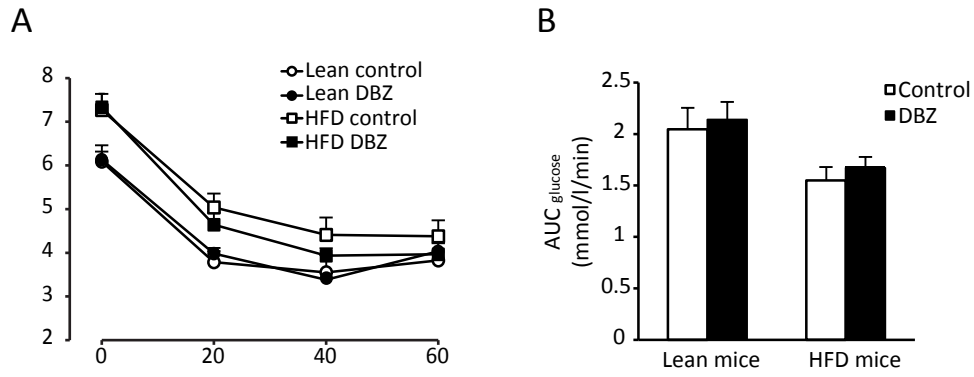 A
Lean control
Lean DBZ
HFD control
HFD DBZ
8
7
6
5
4
3
2
0
20
40
60
B
Control
DBZ
AUC glucose
(mmol/l/min)
2.5
2
1.5
1
0.5
0
Lean mice
HFD mice